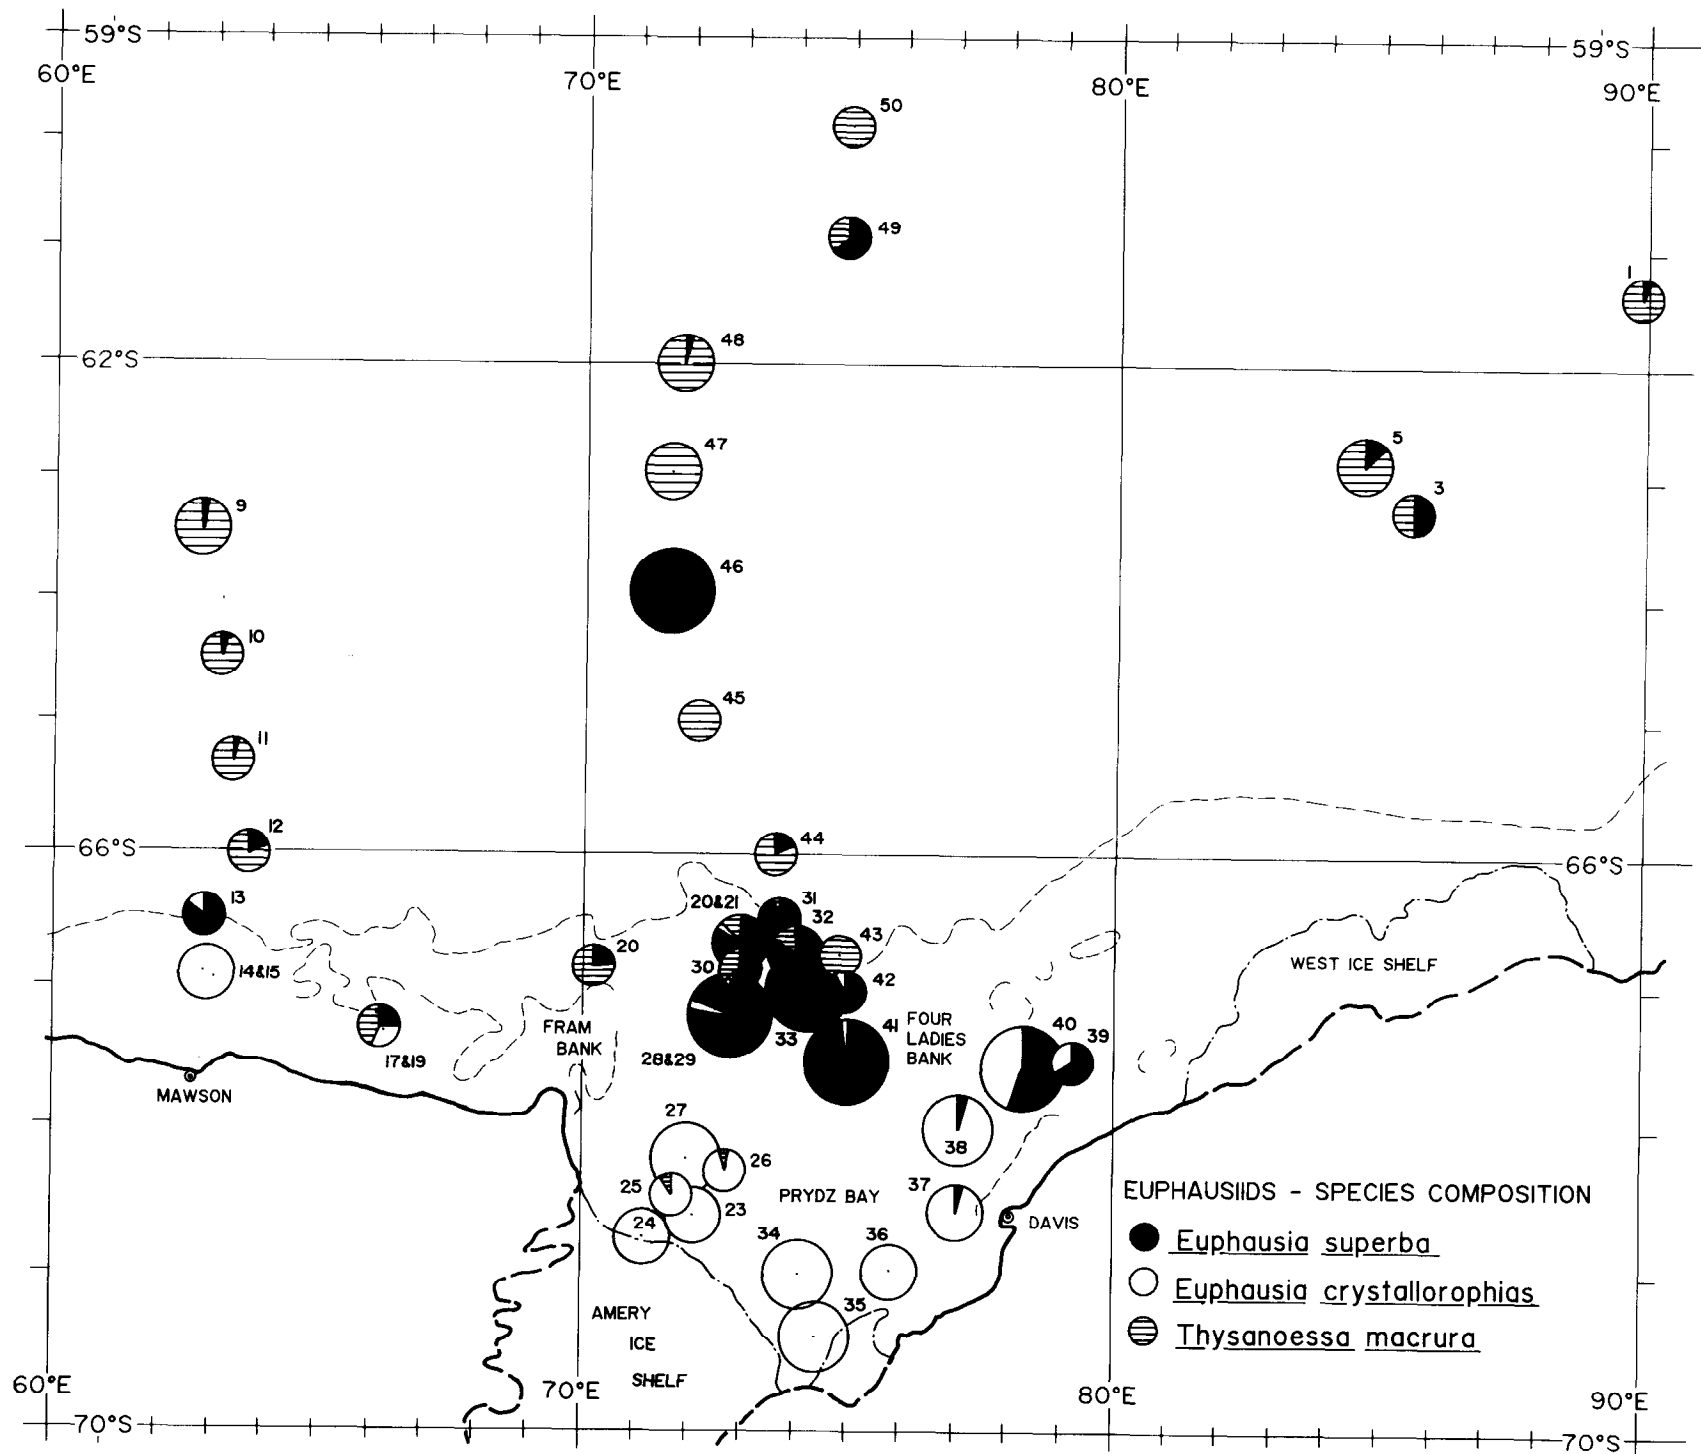 59°S
59°S
60°E
70°E
80°E
90°E
50
49
1
48
62°S
47
5
3
9
46
10
45
11
12
44
66°S
66°S
13
20&21
31
32
43
20
30
14&15
42
WEST ICE SHELF
FRAM
BANK
17&19
28&29
33
41
FOUR
LADIES
BANK
40
39
MAWSON
27
26
38
25
23
24
PRYDZ BAY
37
DAVIS
34
36
35
EUPHAUSIIDS - SPECIES COMPOSITION
Euphausia superba
Euphausia crystallorophias
Thysanoessa macrura
AMERY
ICE
SHELF
60°E
70°E
80°E
90°E
70°S
70°S